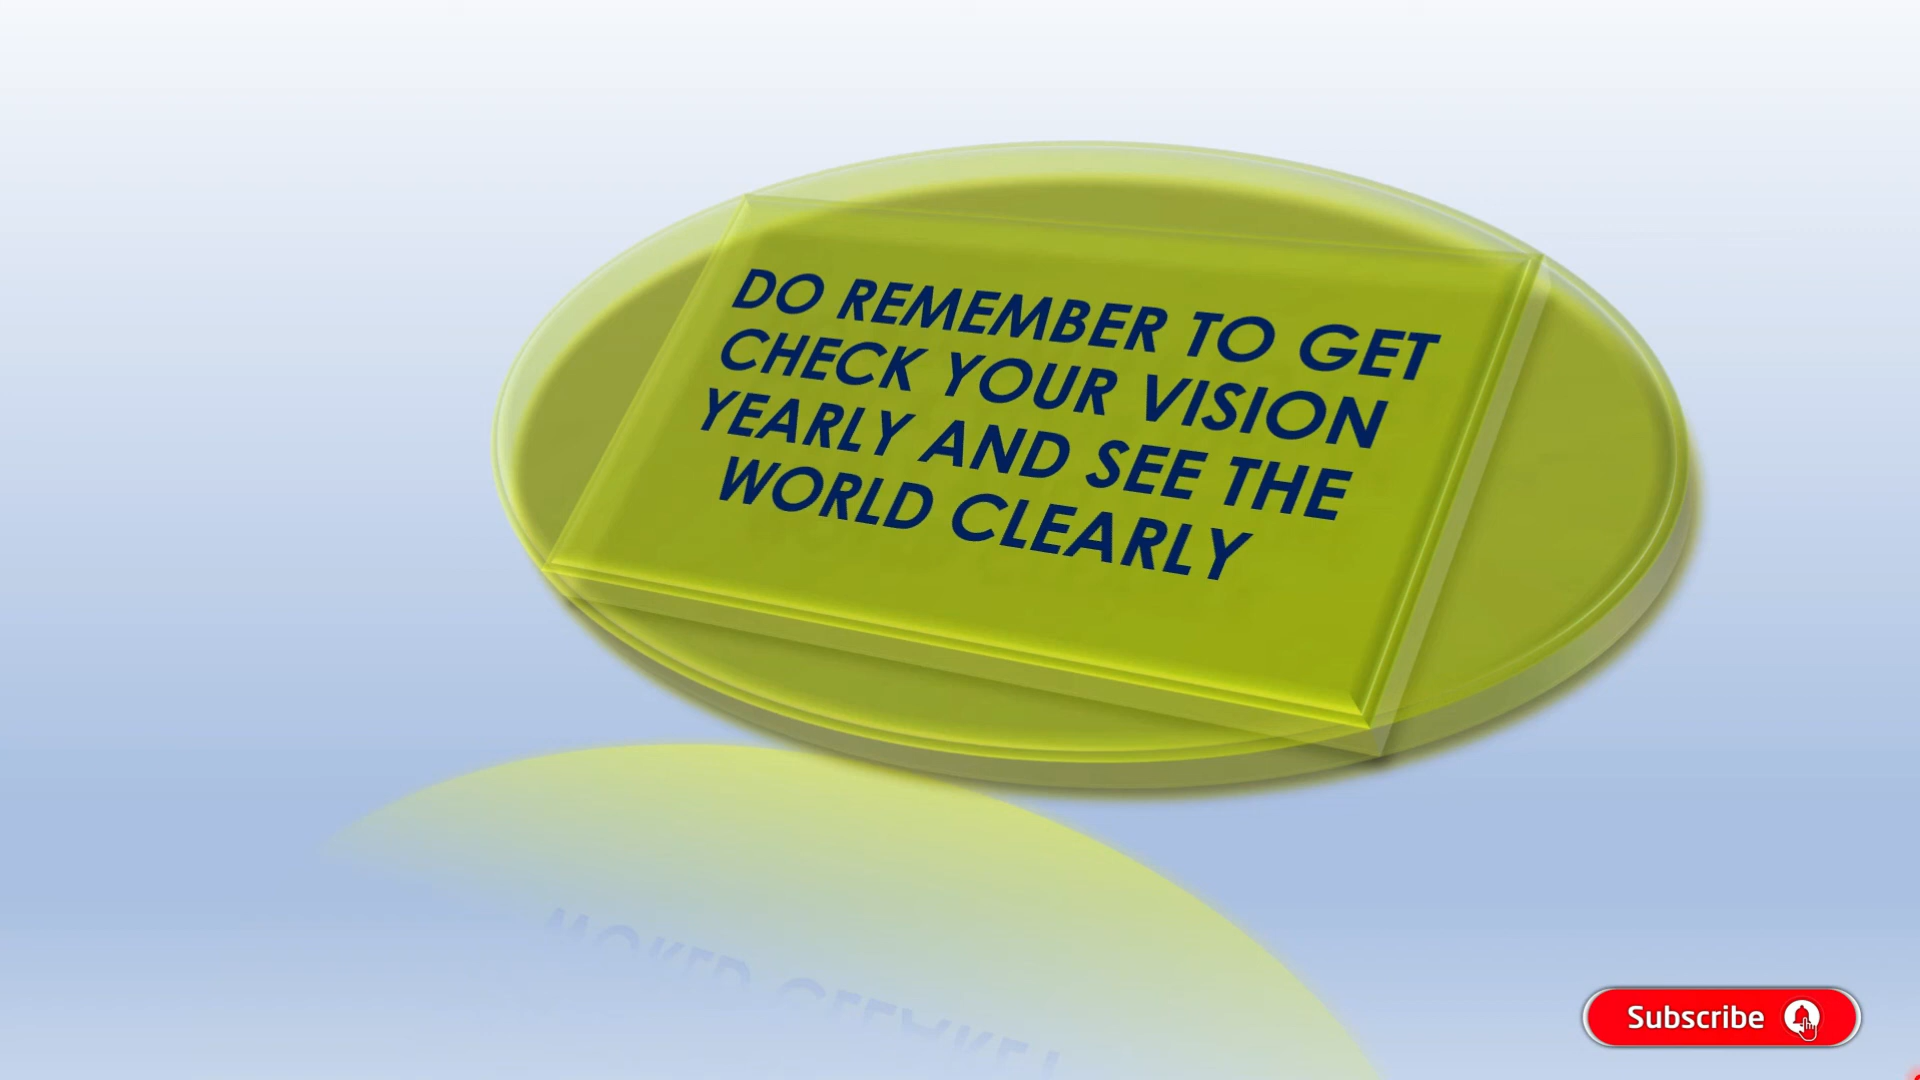 DO REMEMBER TO GET
CHECK YOUR VISION
YEARLY AND SEE THE
WORLD CLEARLY
Subscribe